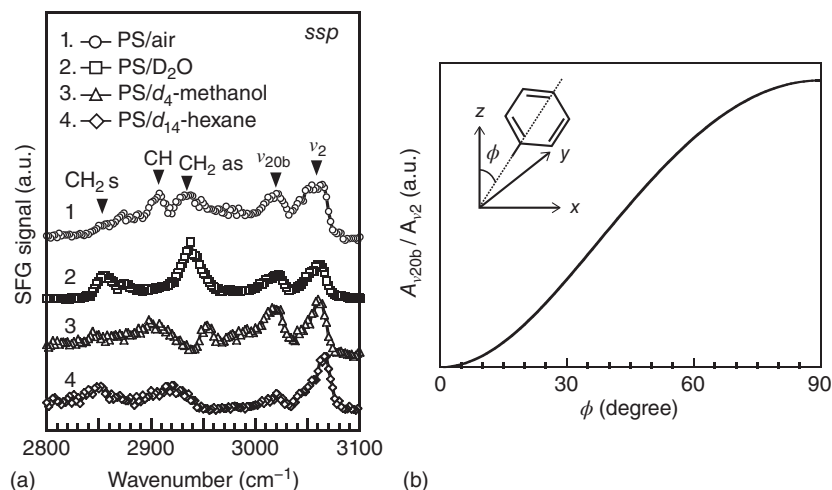 ssp
1. PS/air
2. PS/D₂O
3. PS/d₄-methanol
4. PS/d₁₄-hexane
CH₂ s
CH
CH₂ as
ν₂₀b
ν₂
1
2
3
4
SFG signal (a.u.)
2800 2900 3000 3100
Wavenumber (cm⁻¹)
(a)
z
ϕ
y
x
Aν20b / Aν2 (a.u.)
0 30 60 90
ϕ (degree)
(b)